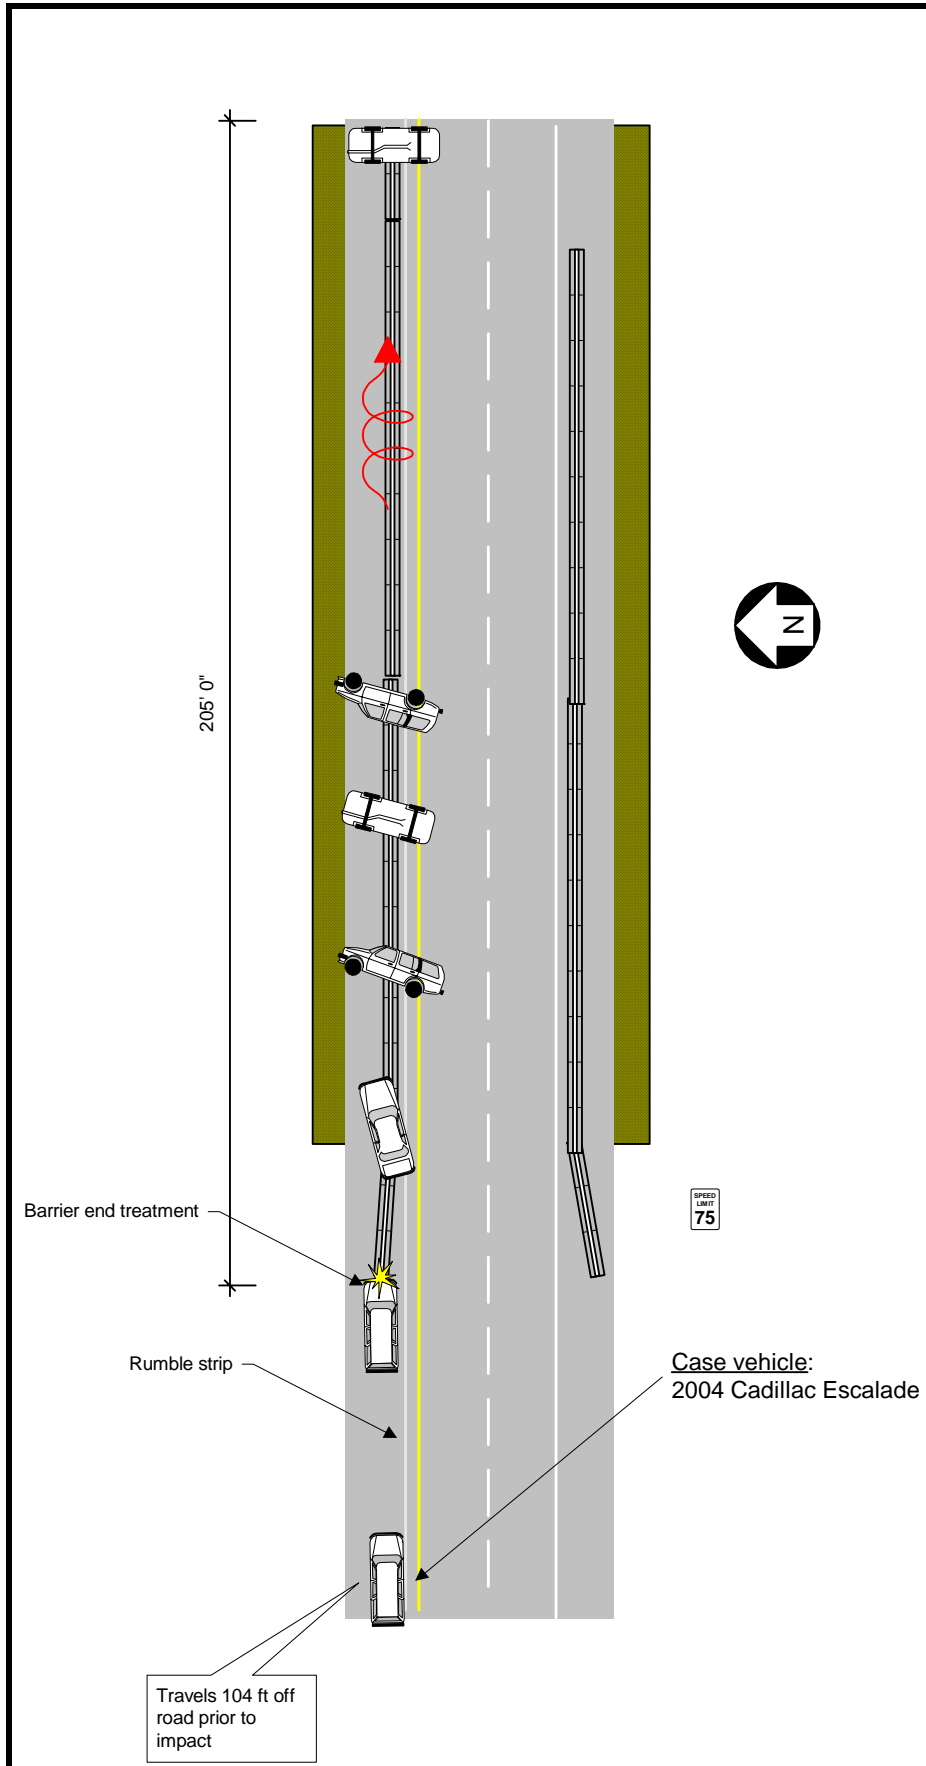 205' 0"
N
Barrier end treatment
SPEED
LIMIT
75
Rumble strip
Case vehicle:
2004 Cadillac Escalade
Travels 104 ft off
road prior to
impact